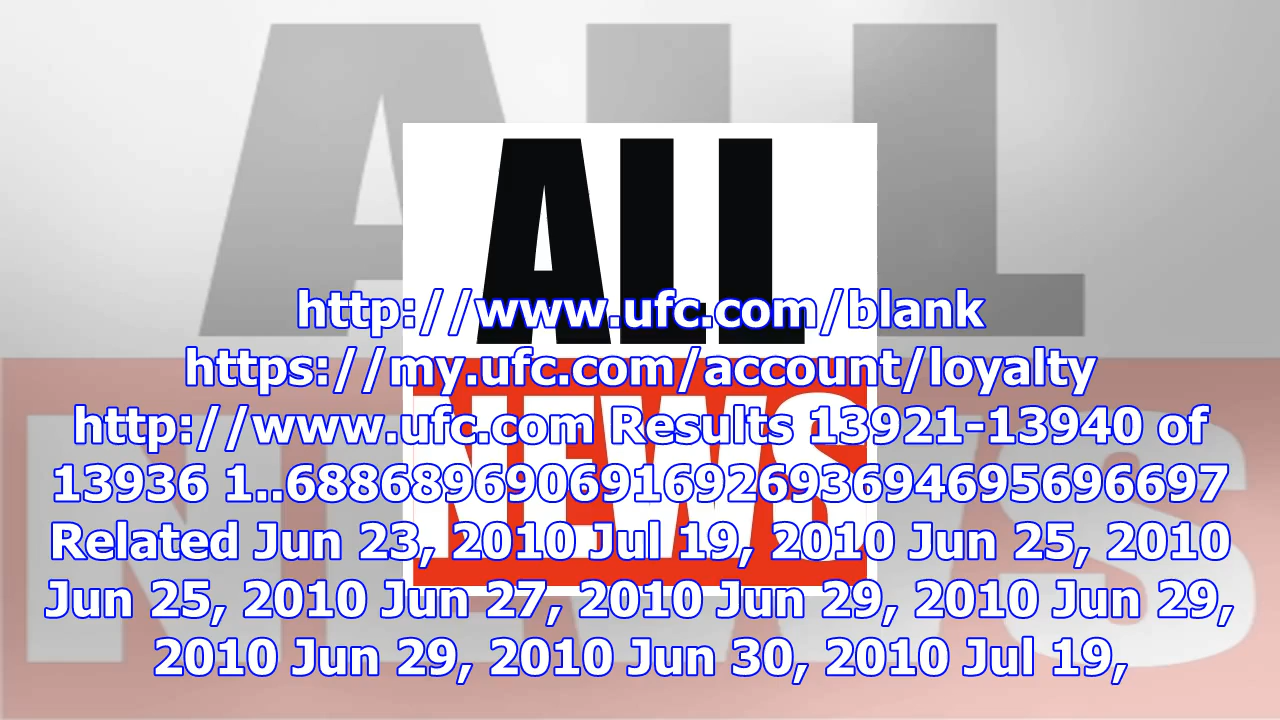 ALL
NEWS
http://www.ufc.com/blank
https://my.ufc.com/account/loyalty
http://www.ufc.com Results 13921-13940 of
13936 1..688689690691692693694695696697
Related Jun 23, 2010 Jul 19, 2010 Jun 25, 2010
Jun 25, 2010 Jun 27, 2010 Jun 29, 2010 Jun 29,
2010 Jun 29, 2010 Jun 30, 2010 Jul 19,